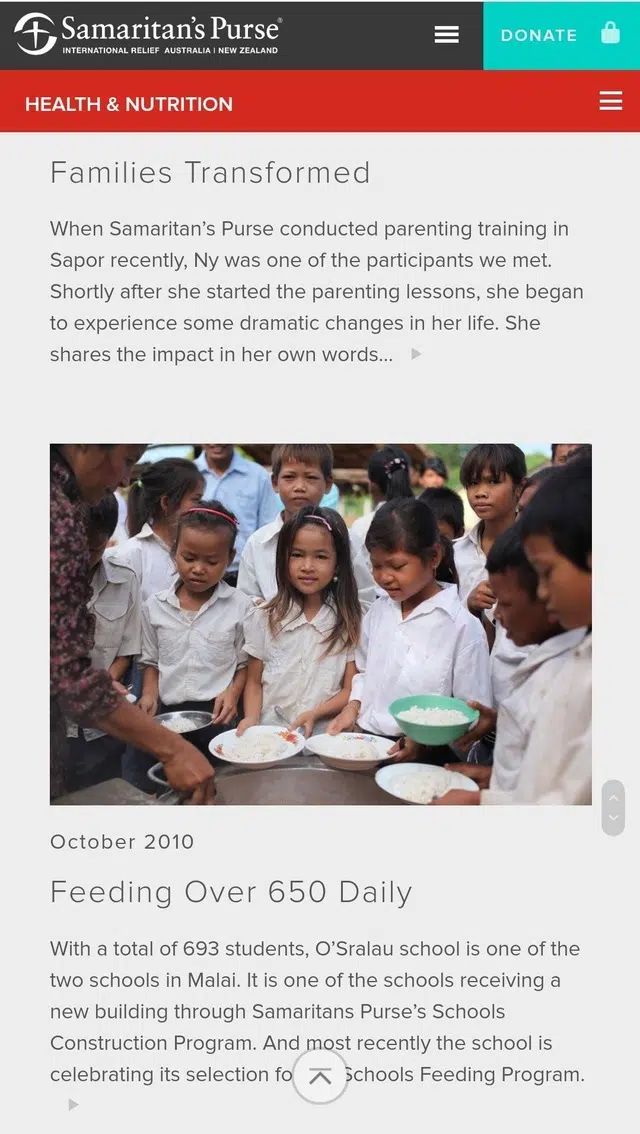 Samaritan's Purse®
INTERNATIONAL RELIEF AUSTRALIA | NEW ZEALAND
DONATE
HEALTH & NUTRITION
Families Transformed
When Samaritan's Purse conducted parenting training in
Sapor recently, Ny was one of the participants we met.
Shortly after she started the parenting lessons, she began
to experience some dramatic changes in her life. She
shares the impact in her own words...
October 2010
Feeding Over 650 Daily
With a total of 693 students, O'Sralau school is one of the
two schools in Malai. It is one of the schools receiving a
new building through Samaritans Purse's Schools
Construction Program. And most recently the school is
celebrating its selection fo Schools Feeding Program.